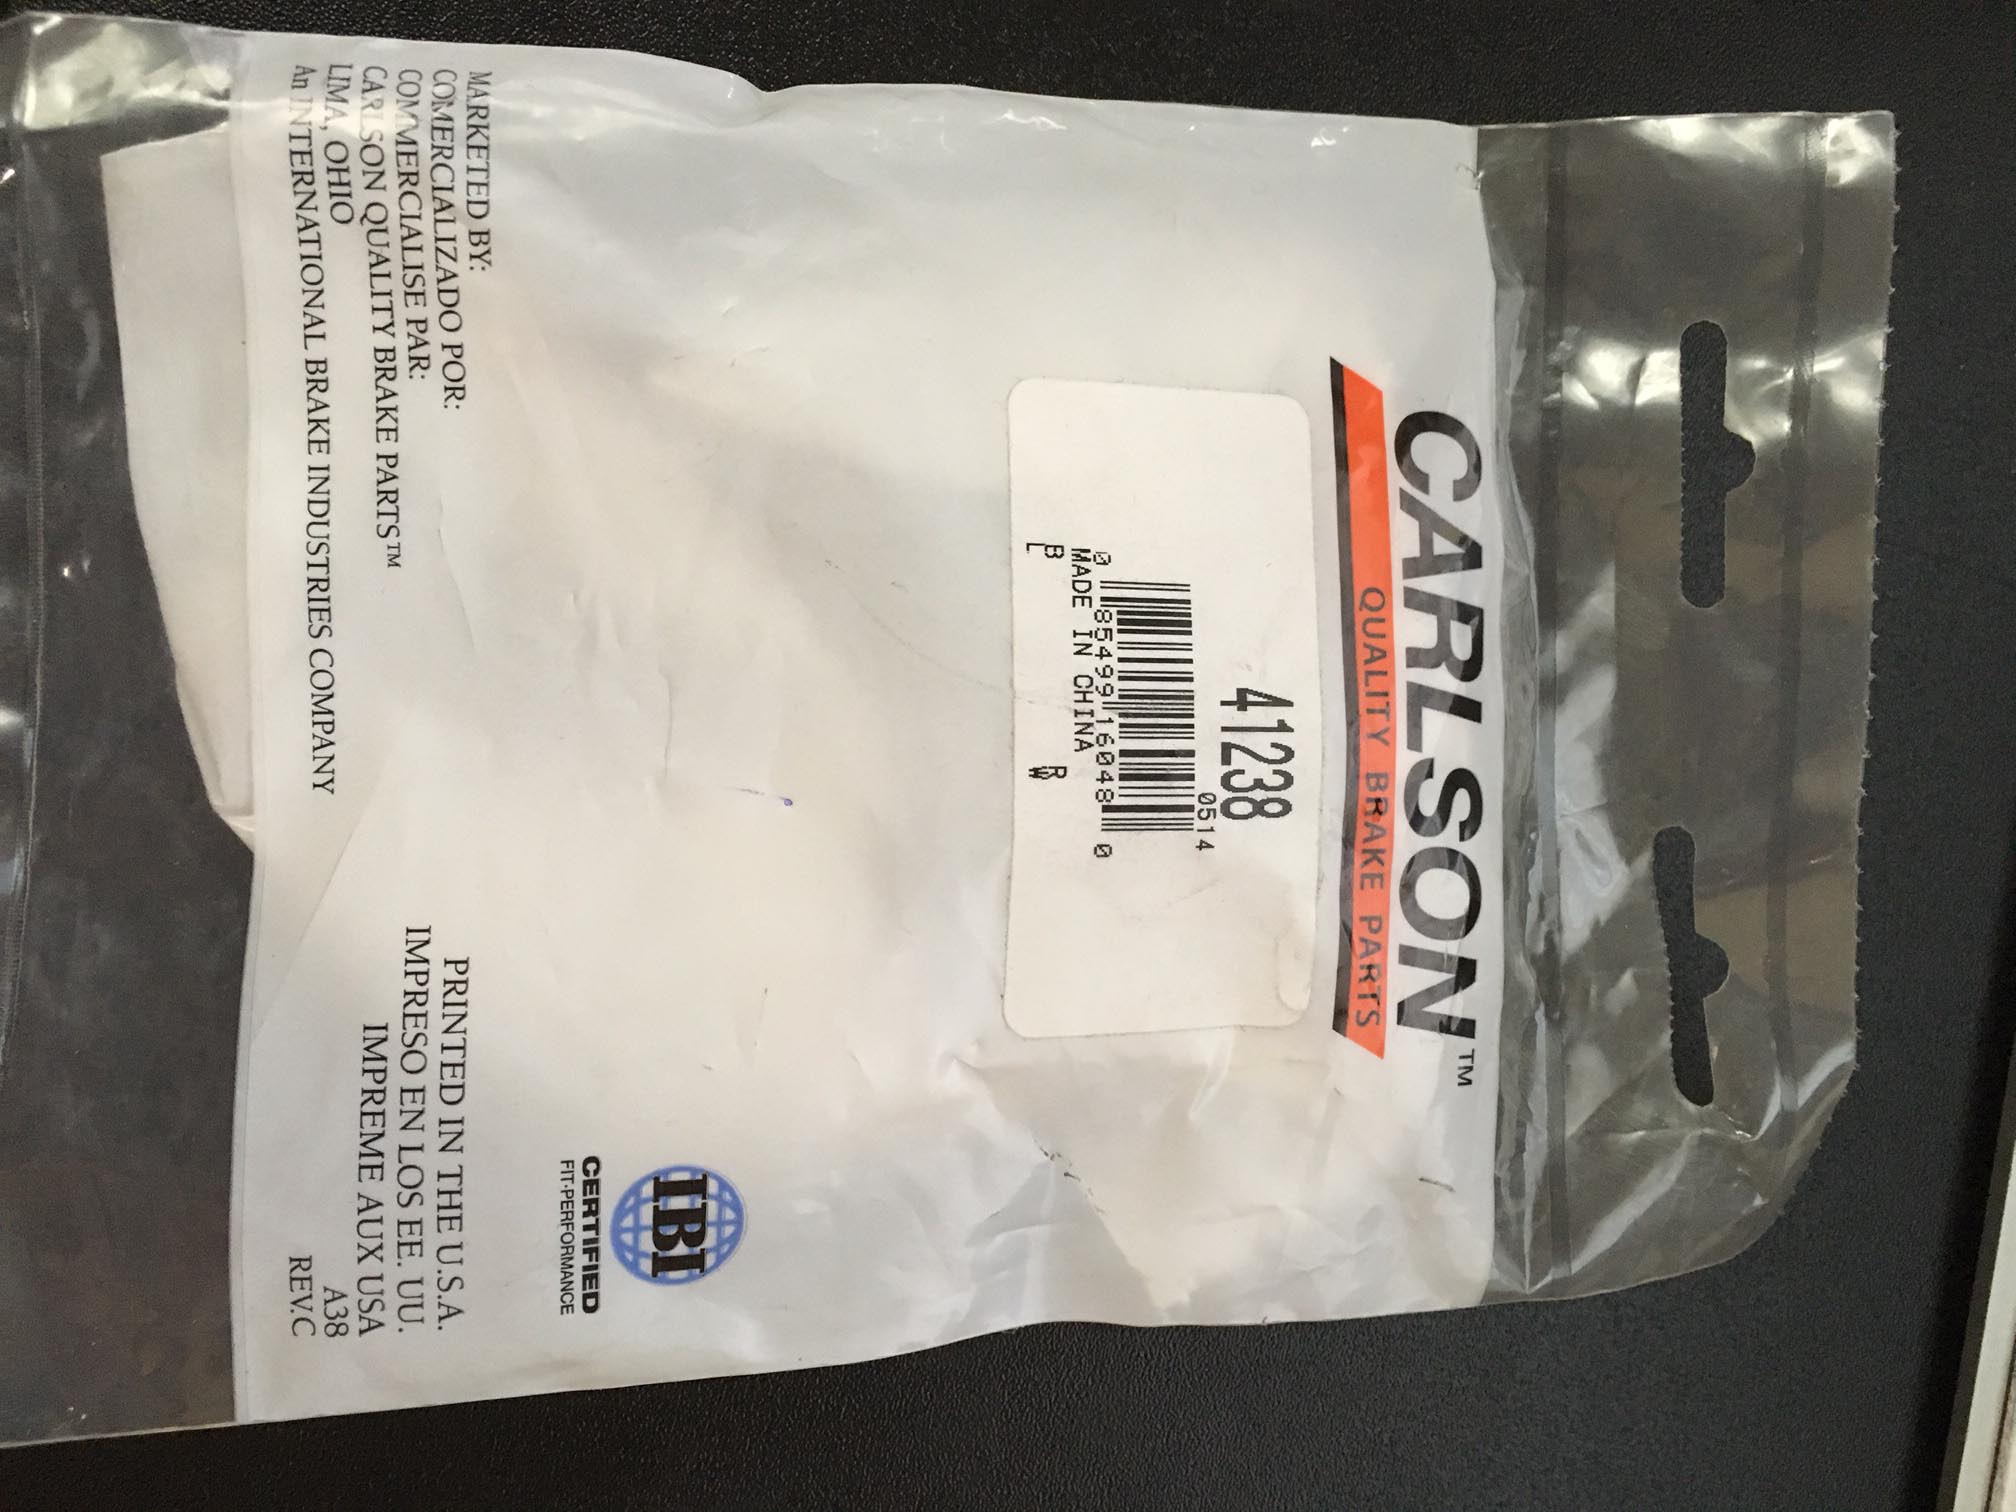 CARLSON™
QUALITY BRAKE PARTS
41238
0514
0 85499 16048 0
MADE IN CHINA
B R
L W
IBI
CERTIFIED
FIT-PERFORMANCE
MARKETED BY:
COMERCIALIZADO POR:
COMMERCIALISE PAR:
CARLSON QUALITY BRAKE PARTS™
LIMA, OHIO
An INTERNATIONAL BRAKE INDUSTRIES COMPANY
PRINTED IN THE U.S.A.
IMPRESO EN LOS EE. UU.
IMPREME AUX USA
A38
REV.C